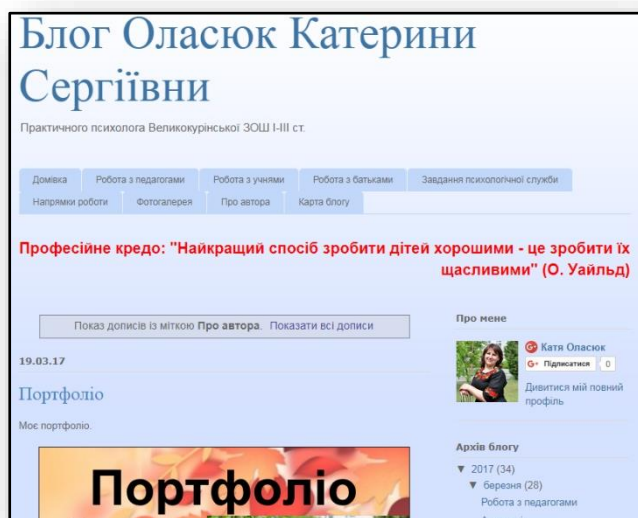 Блог Оласюк Катерини
Сергіївни
Практичного психолога Великокурінської ЗОШ І-ІІІ ст.
Домівка Робота з педагогами Робота з учнями Робота з батьками Завдання психологічної служби
Напрямки роботи Фотогалерея Про автора Карта блогу
Професійне кредо: "Найкращий спосіб зробити дітей хорошими - це зробити їх
щасливими" (О. Уайльд)
Показ дописів із міткою Про автора. Показати всі дописи
19.03.17
Портфоліо
Моє портфоліо.
Портфоліо
Про мене
Катя Оласюк
G+ Підписатися 0
Дивитися мій повний
профіль
Архів блогу
▼ 2017 (34)
▼ березня (28)
Робота з педагогами